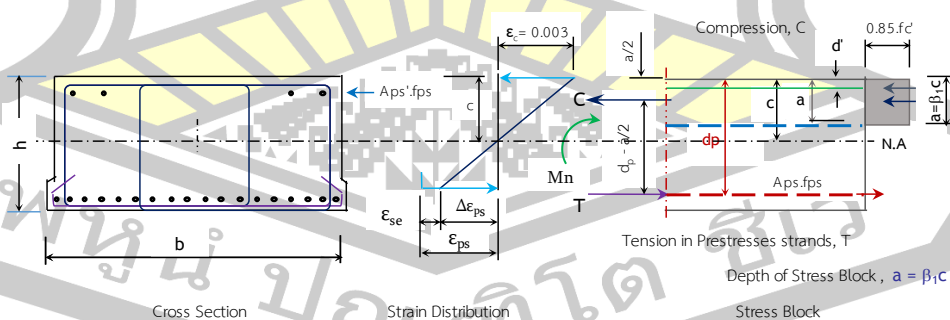 Compression, C
0.85.fc'
εc= 0.003
a/2
d'
Aps'.fps
c
C
c
a
a=β1c
h
dp - a/2
dp
N.A
Mn
Aps.fps
T
εse
Δεps
εps
b
Tension in Prestresses strands, T
Depth of Stress Block , a = β1c
Cross Section
Strain Distribution
Stress Block